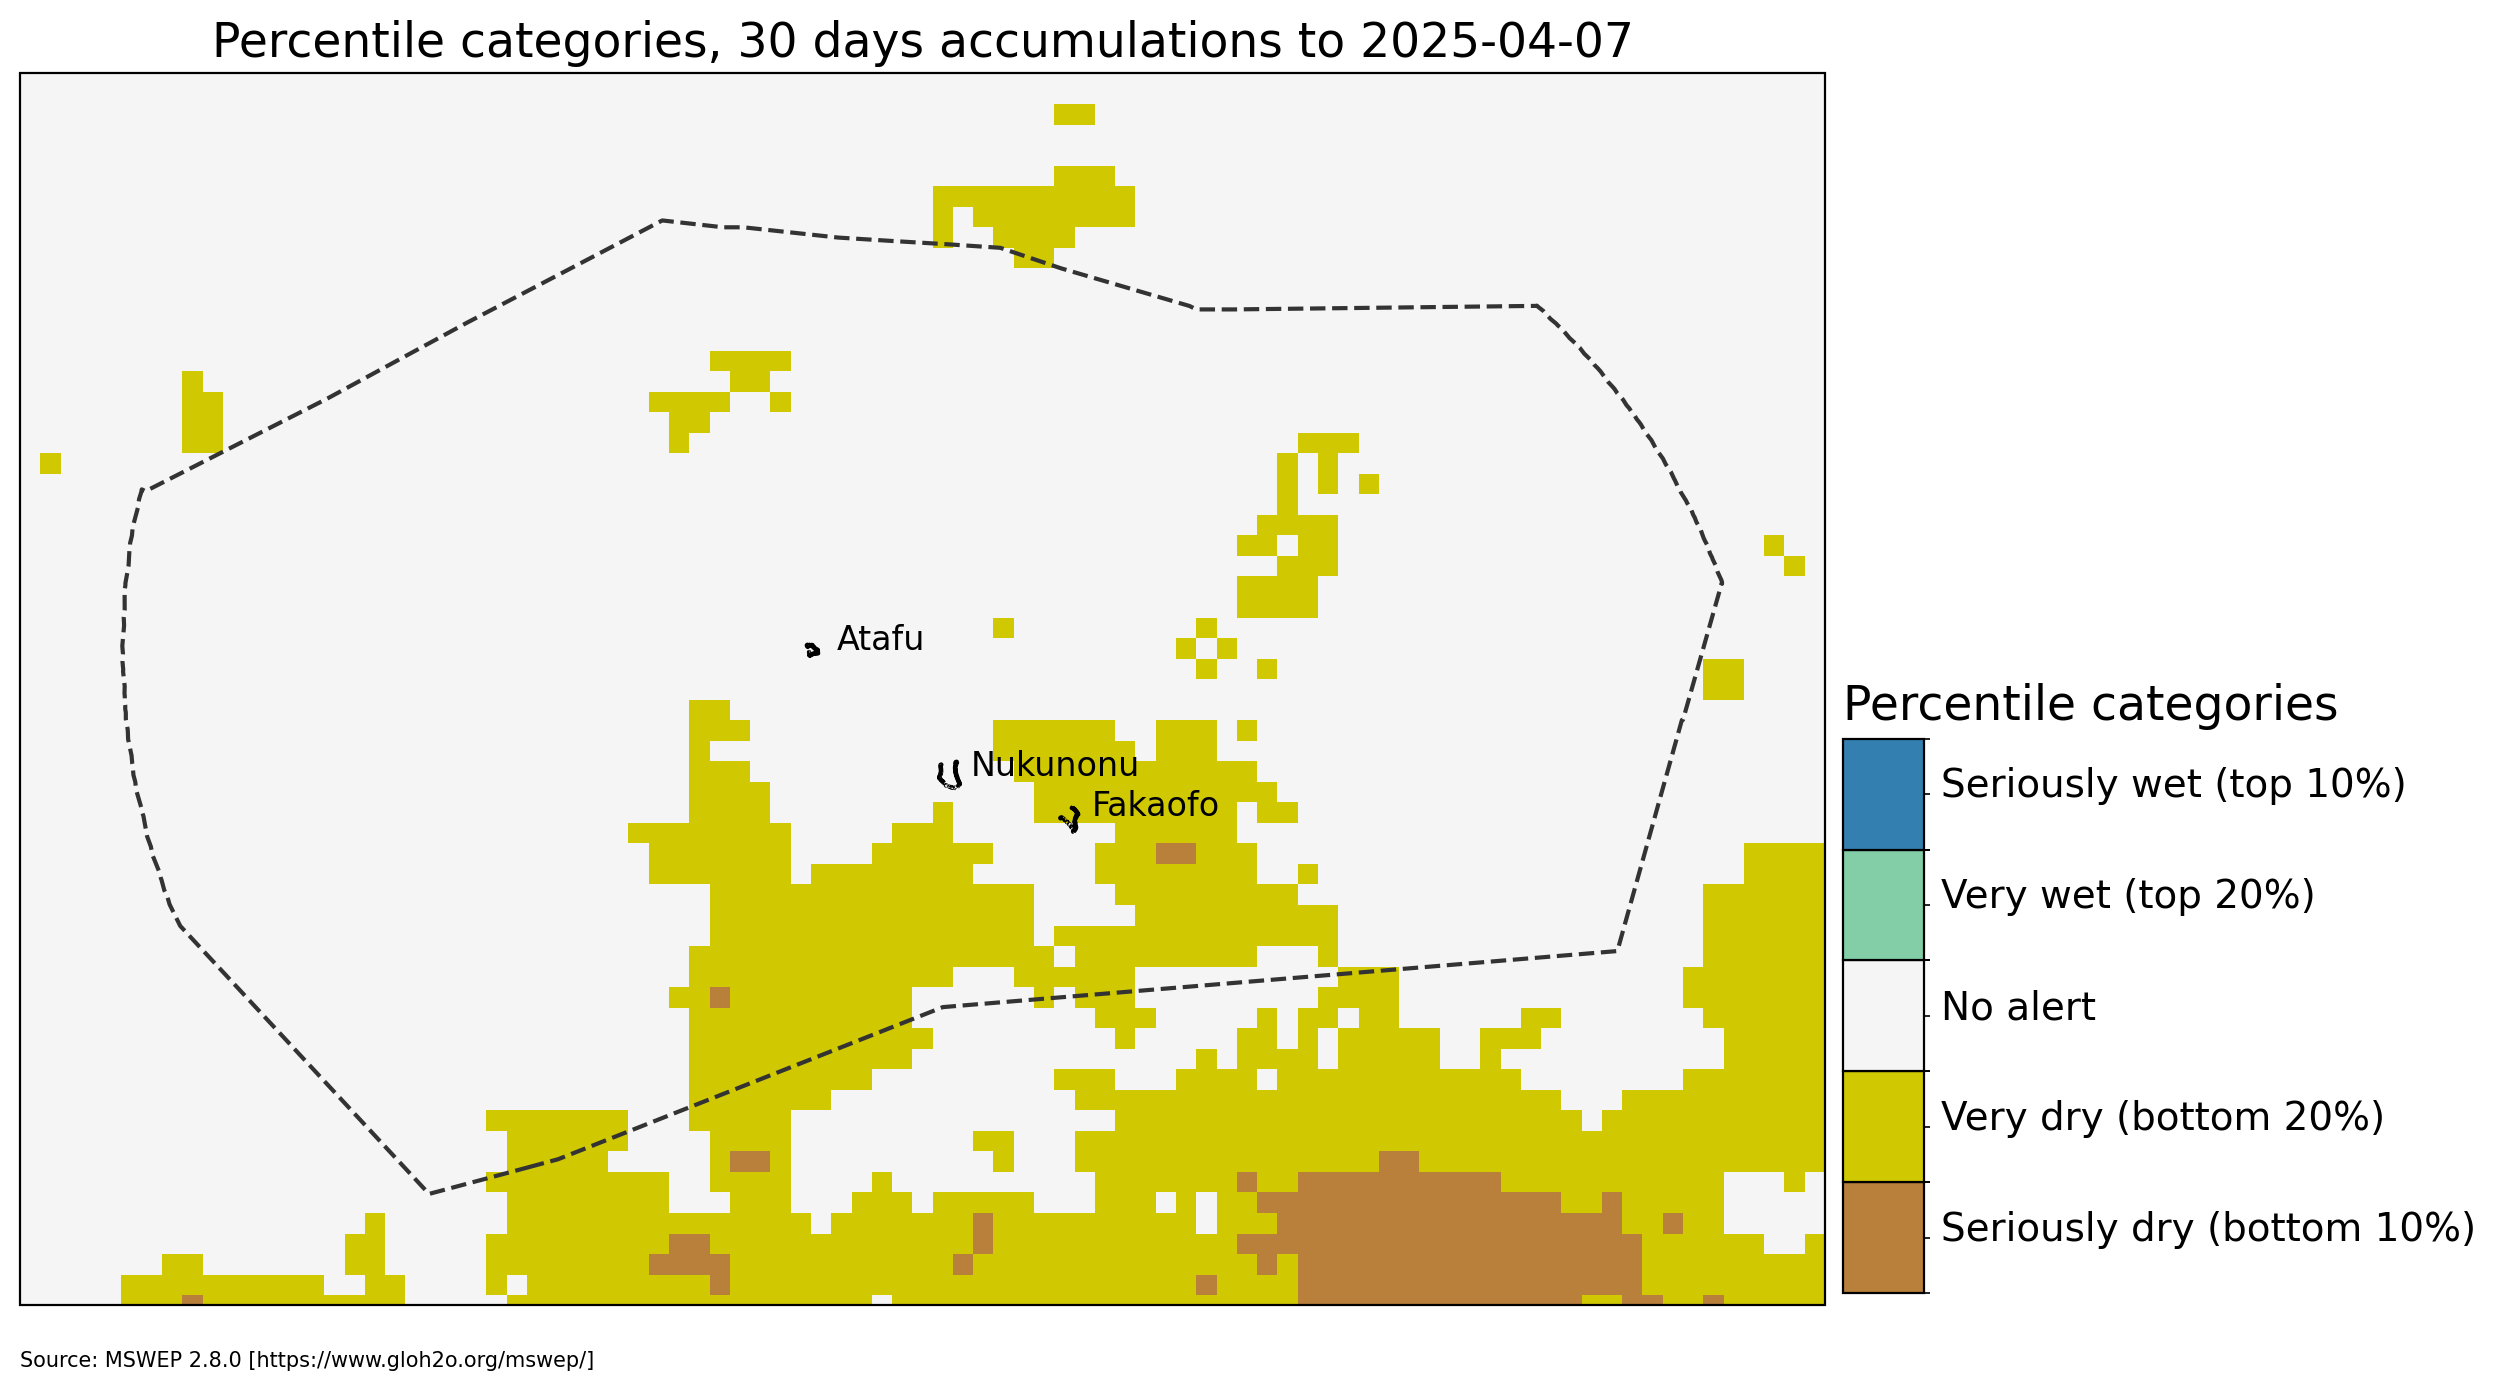 Percentile categories, 30 days accumulations to 2025-04-07
Atafu
Nukunonu
Fakaofo
Percentile categories
Seriously wet (top 10%)
Very wet (top 20%)
No alert
Very dry (bottom 20%)
Seriously dry (bottom 10%)
Source: MSWEP 2.8.0 [https://www.gloh2o.org/mswep/]